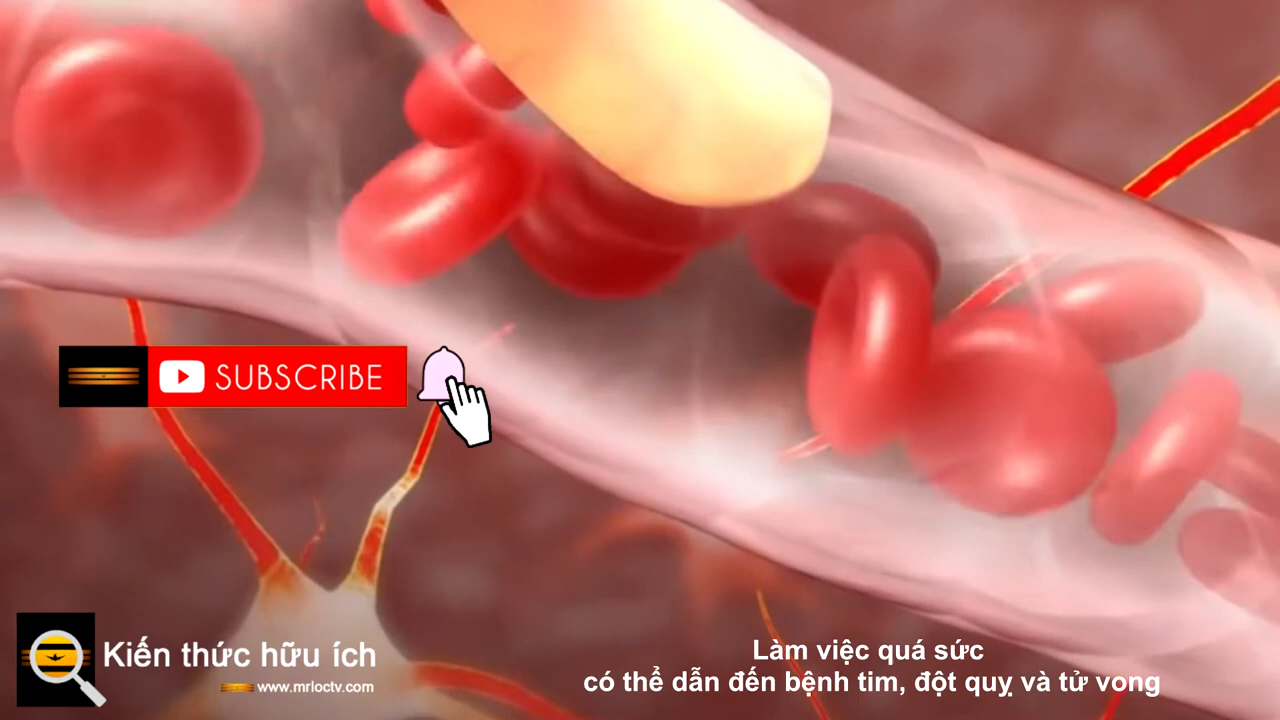 SUBSCRIBE
Kiến thức hữu ích
www.mrloctv.com
Làm việc quá sức
có thể dẫn đến bệnh tim, đột quỵ và tử vong